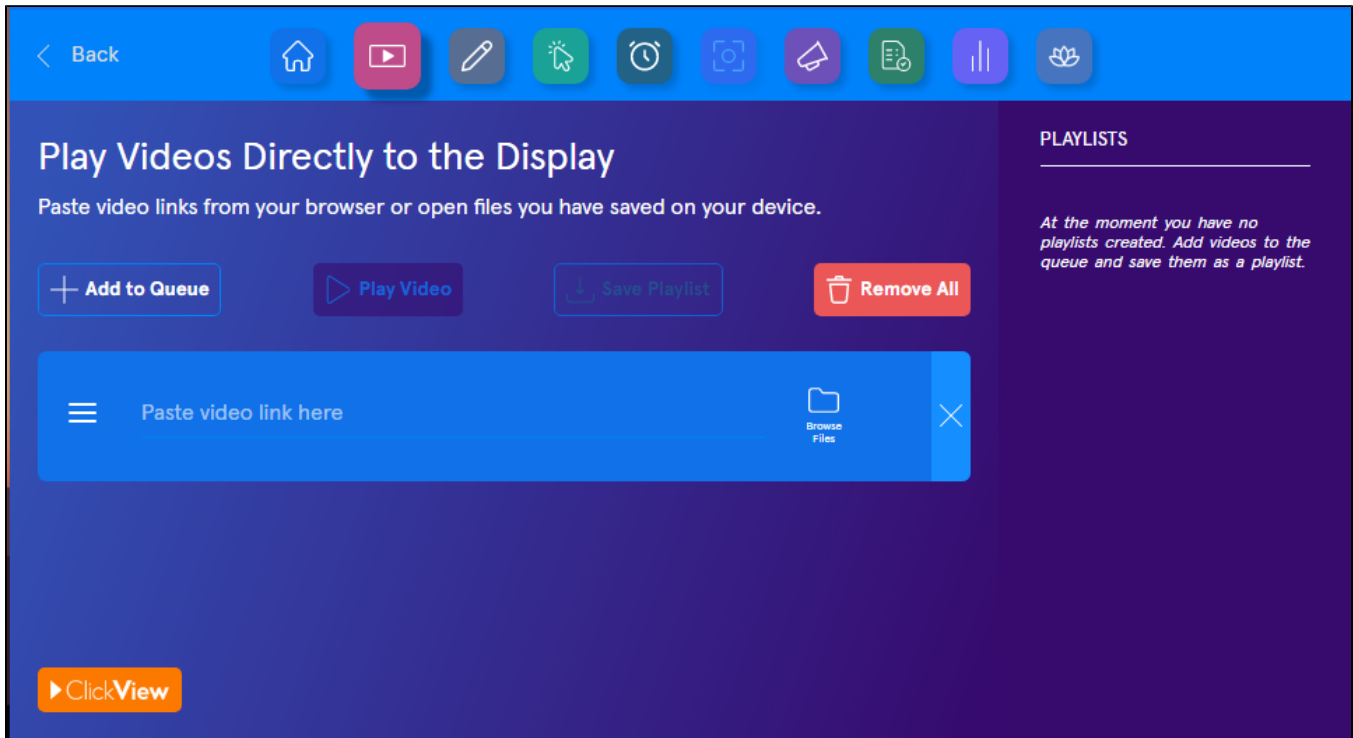 Back
Play Videos Directly to the Display
Paste video links from your browser or open files you have saved on your device.
Add to Queue
Play Video
Save Playlist
Remove All
Paste video link here
Browse
Files
ClickView
PLAYLISTS
At the moment you have no
playlists created. Add videos to the
queue and save them as a playlist.